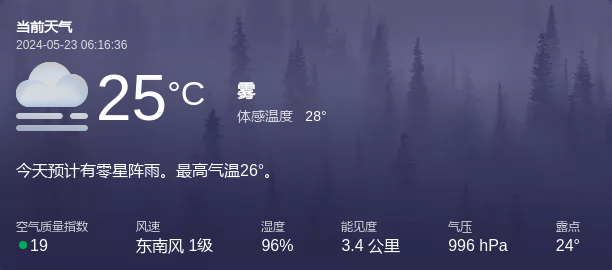 当前天气
2024-05-23 06:16:36
25°C
雾
体感温度 28°
今天预计有零星阵雨。最高气温26°。
空气质量指数 风速 湿度 能见度 气压 露点
19 东南风 1级 96% 3.4 公里 996 hPa 24°